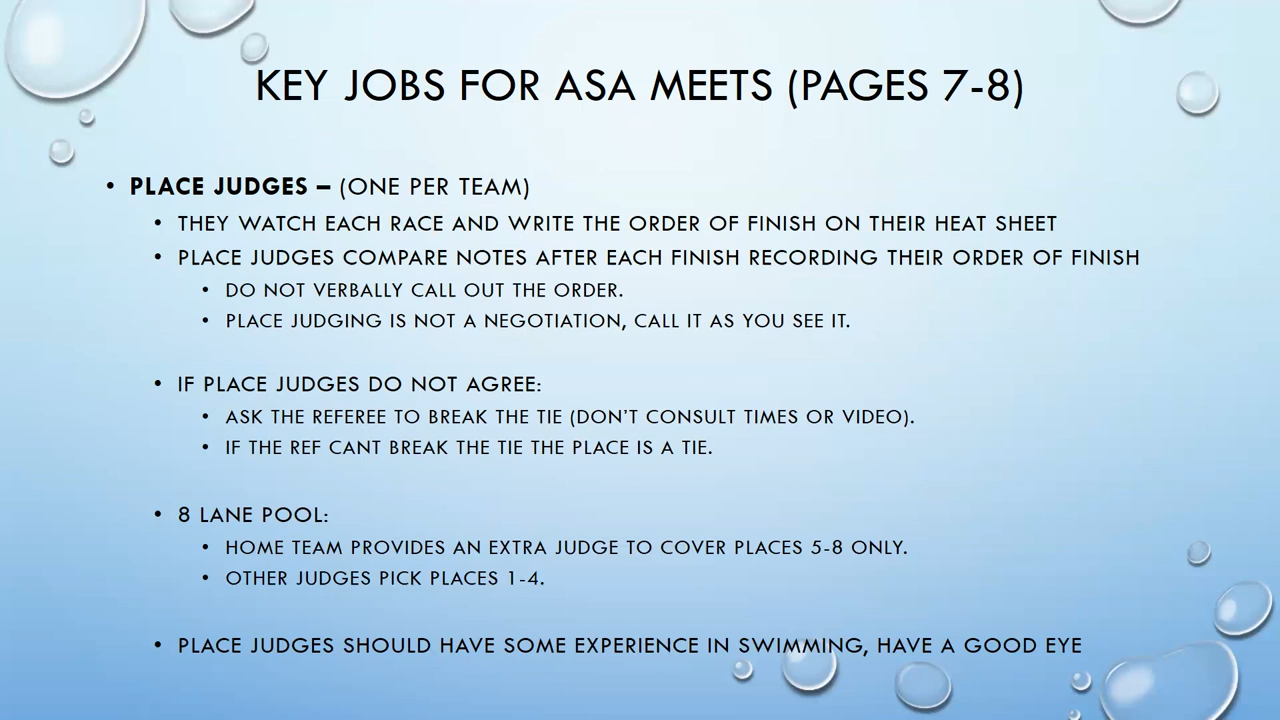 KEY JOBS FOR ASA MEETS (PAGES 7-8)
• PLACE JUDGES – (ONE PER TEAM)
• THEY WATCH EACH RACE AND WRITE THE ORDER OF FINISH ON THEIR HEAT SHEET
• PLACE JUDGES COMPARE NOTES AFTER EACH FINISH RECORDING THEIR ORDER OF FINISH
• DO NOT VERBALLY CALL OUT THE ORDER.
• PLACE JUDGING IS NOT A NEGOTIATION, CALL IT AS YOU SEE IT.
• IF PLACE JUDGES DO NOT AGREE:
• ASK THE REFEREE TO BREAK THE TIE (DON'T CONSULT TIMES OR VIDEO).
• IF THE REF CANT BREAK THE TIE THE PLACE IS A TIE.
• 8 LANE POOL:
• HOME TEAM PROVIDES AN EXTRA JUDGE TO COVER PLACES 5-8 ONLY.
• OTHER JUDGES PICK PLACES 1-4.
• PLACE JUDGES SHOULD HAVE SOME EXPERIENCE IN SWIMMING, HAVE A GOOD EYE